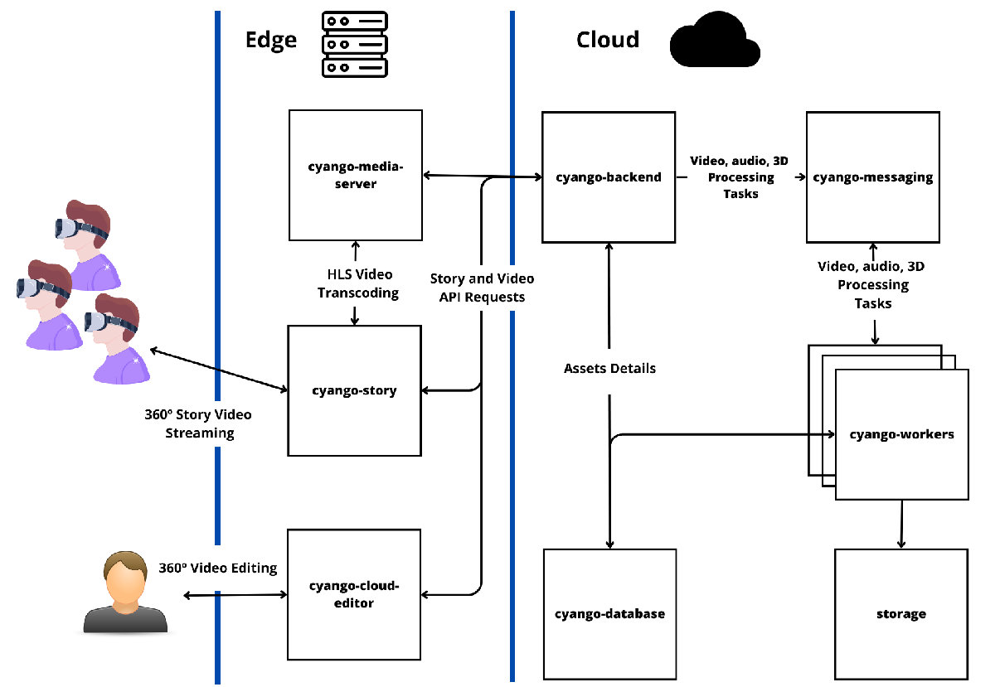 Edge
Cloud
cyango-media-
server
cyango-backend
Video, audio, 3D
Processing
Tasks
cyango-messaging
HLS Video
Transcoding
Story and Video
API Requests
Video, audio, 3D
Processing
Tasks
cyango-story
Assets Details
360º Story Video
Streaming
cyango-workers
360º Video Editing
cyango-cloud-
editor
cyango-database
storage